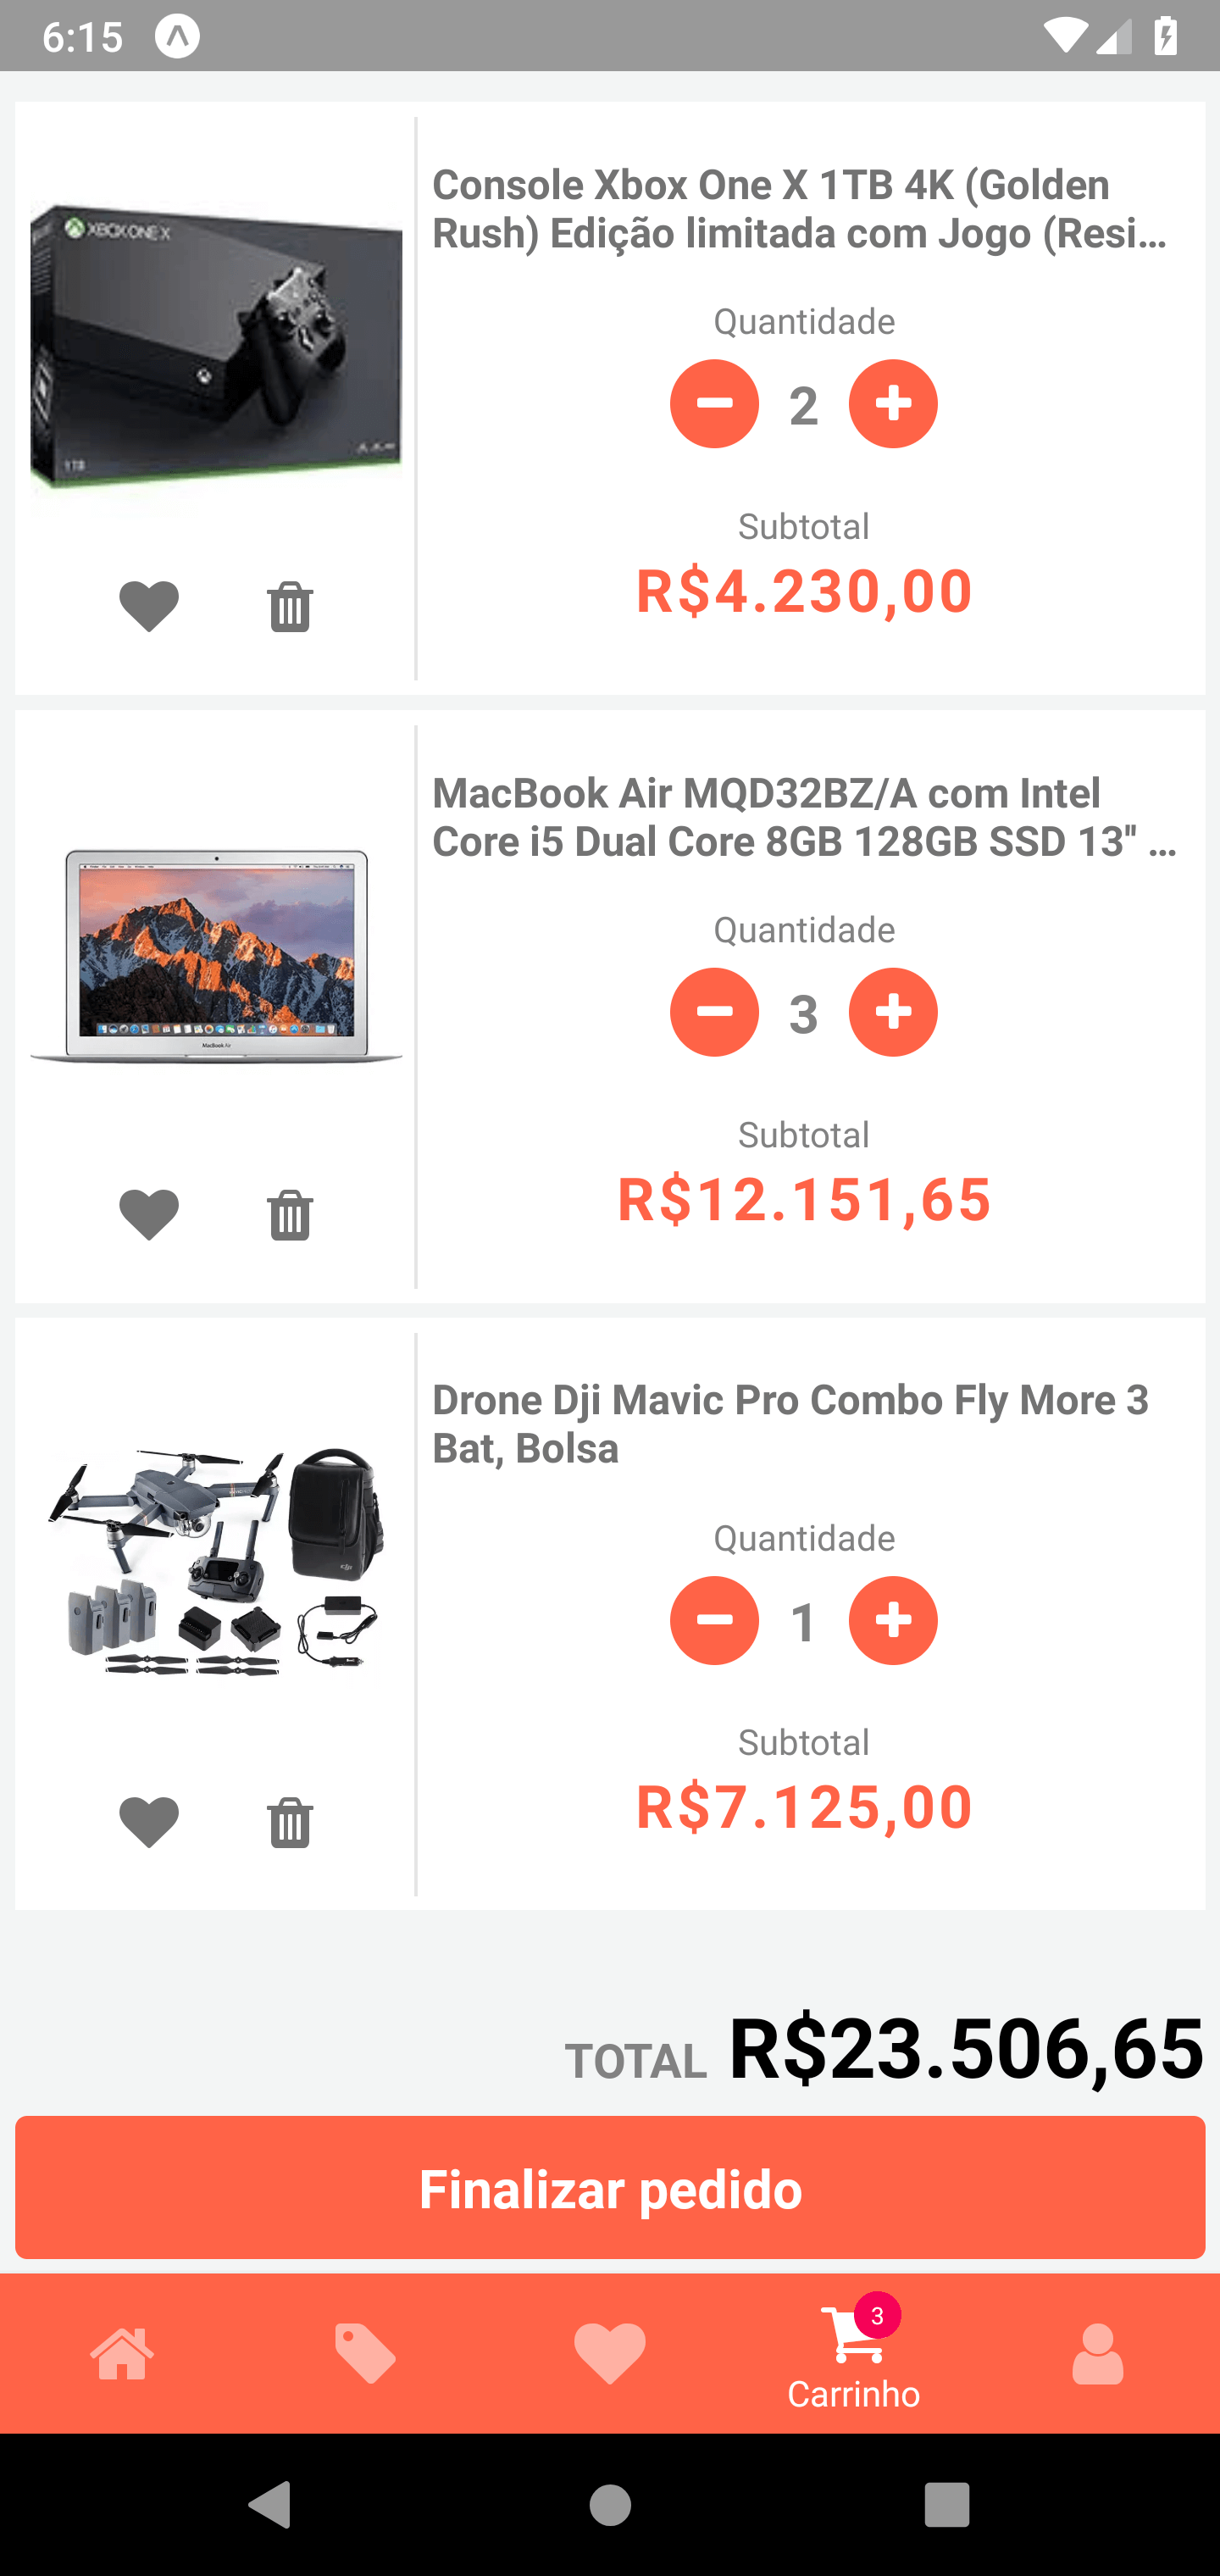 6:15
Console Xbox One X 1TB 4K (Golden
Rush) Edição limitada com Jogo (Resi...
XBOX ONE X
1TB
Quantidade
2
Subtotal
R$4.230,00
MacBook Air MQD32BZ/A com Intel
Core i5 Dual Core 8GB 128GB SSD 13" ...
MacBook Air
Quantidade
3
Subtotal
R$12.151,65
Drone Dji Mavic Pro Combo Fly More 3
Bat, Bolsa
Quantidade
1
Subtotal
R$7.125,00
TOTAL R$23.506,65
Finalizar pedido
3
Carrinho